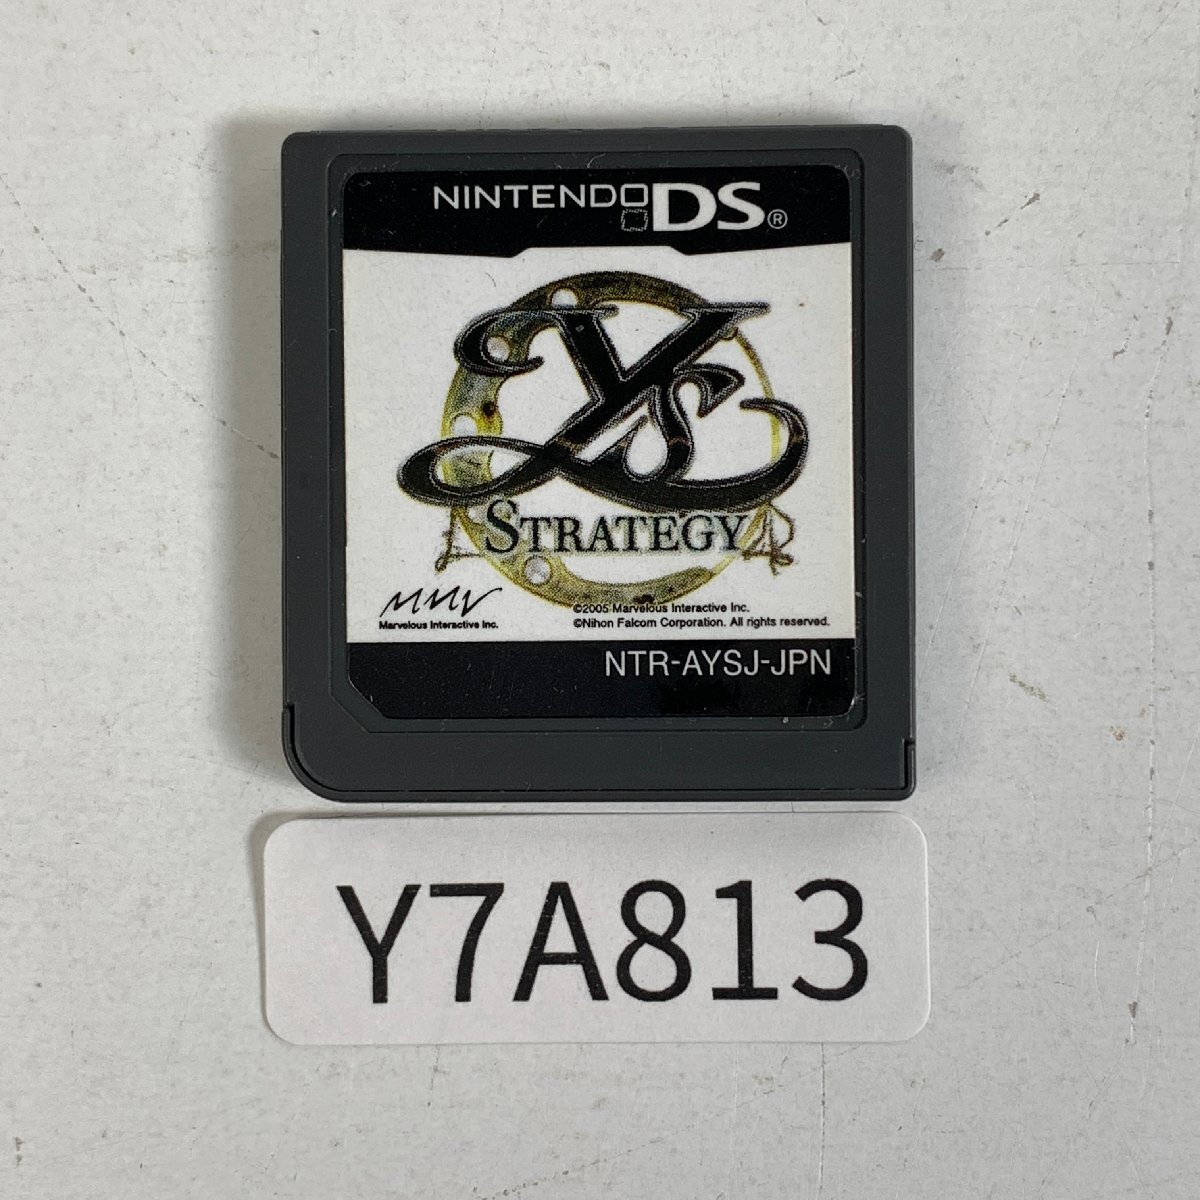 NINTENDO DS®
Ys
STRATEGY
MMV
Marvelous Interactive Inc.
©2005 Marvelous Interactive Inc.
©Nihon Falcom Corporation. All rights reserved.
NTR-AYSJ-JPN
Y7A813